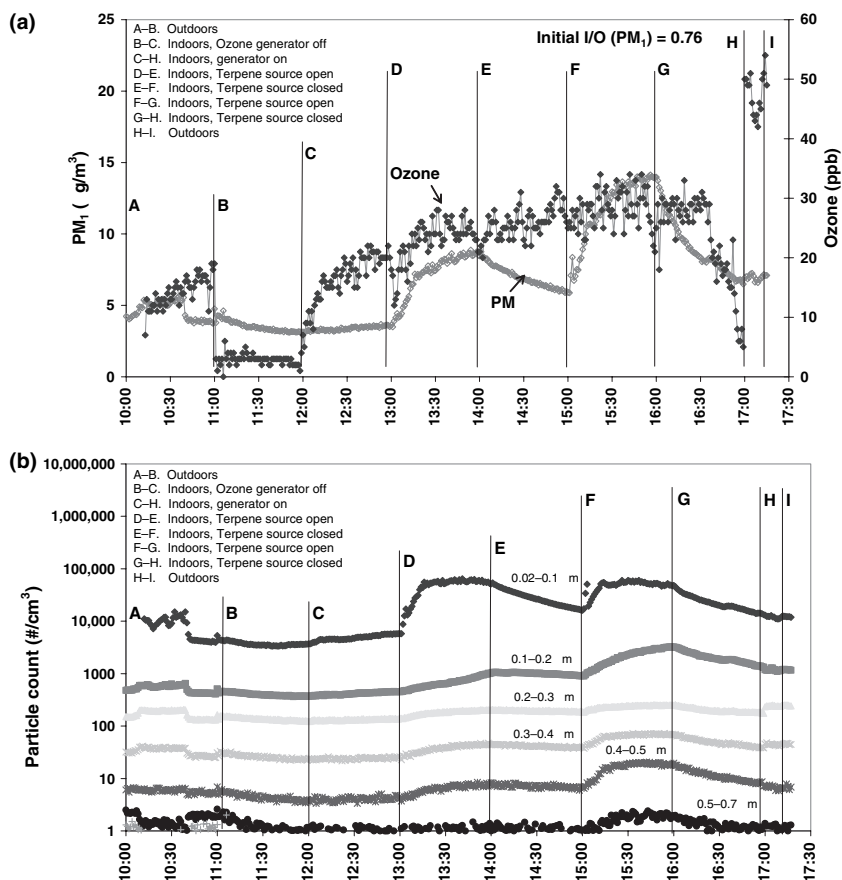 (a)
25
20
15
10
5
0
PM1 ( g/m3)
60
50
40
30
20
10
0
Ozone (ppb)
A–B. Outdoors
B–C. Indoors, Ozone generator off
C–H. Indoors, generator on
D–E. Indoors, Terpene source open
E–F. Indoors, Terpene source closed
F–G. Indoors, Terpene source open
G–H. Indoors, Terpene source closed
H–I. Outdoors
Initial I/O (PM1) = 0.76
A
B
C
D
E
F
G
H
I
Ozone
PM
10:00
10:30
11:00
11:30
12:00
12:30
13:00
13:30
14:00
14:30
15:00
15:30
16:00
16:30
17:00
17:30
(b)
10,000,000
1,000,000
100,000
10,000
1000
100
10
1
Particle count (#/cm3)
A–B. Outdoors
B–C. Indoors, Ozone generator off
C–H. Indoors, generator on
D–E. Indoors, Terpene source open
E–F. Indoors, Terpene source closed
F–G. Indoors, Terpene source open
G–H. Indoors, Terpene source closed
H–I. Outdoors
A
B
C
D
E
F
G
H
I
0.02–0.1 m
0.1–0.2 m
0.2–0.3 m
0.3–0.4 m
0.4–0.5 m
0.5–0.7 m
10:00
10:30
11:00
11:30
12:00
12:30
13:00
13:30
14:00
14:30
15:00
15:30
16:00
16:30
17:00
17:30